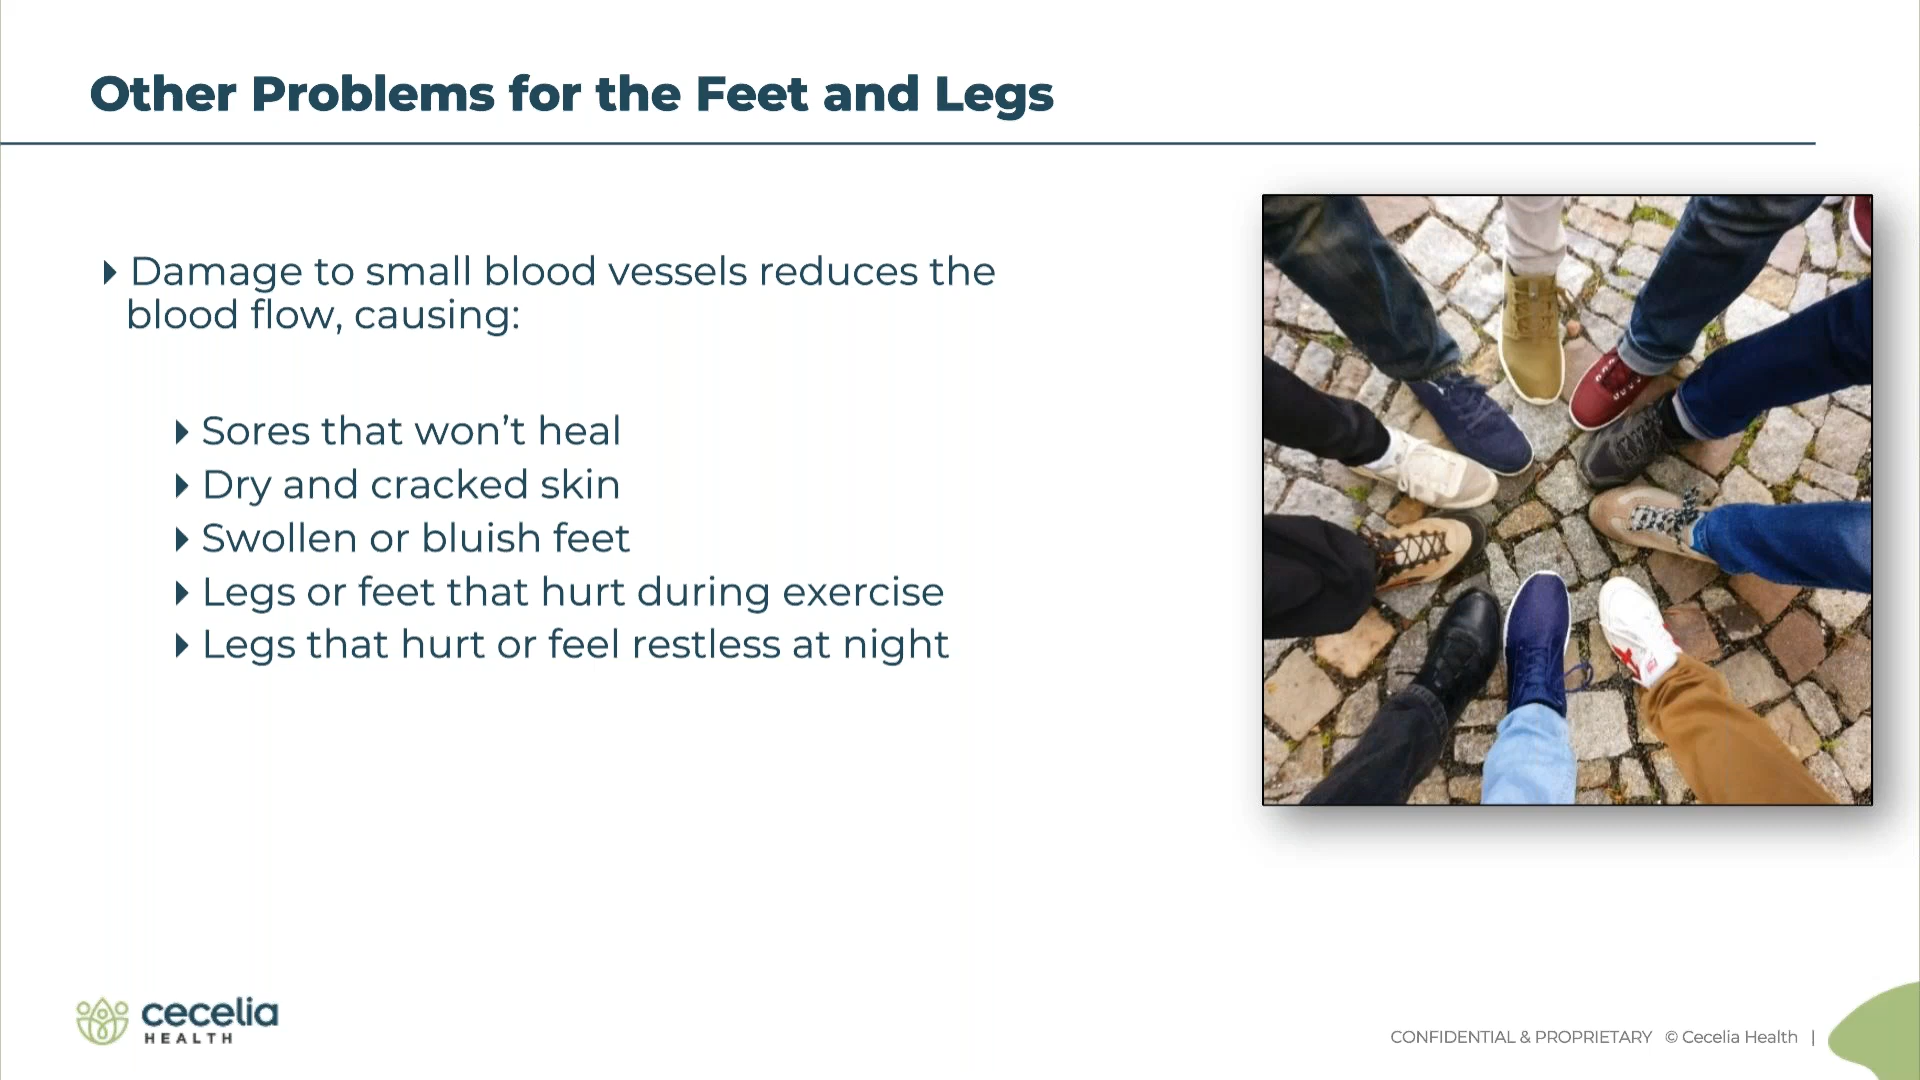 Other Problems for the Feet and Legs
Damage to small blood vessels reduces the
blood flow, causing:
Sores that won’t heal
Dry and cracked skin
Swollen or bluish feet
Legs or feet that hurt during exercise
Legs that hurt or feel restless at night
cecelia
HEALTH
CONFIDENTIAL & PROPRIETARY © Cecelia Health |